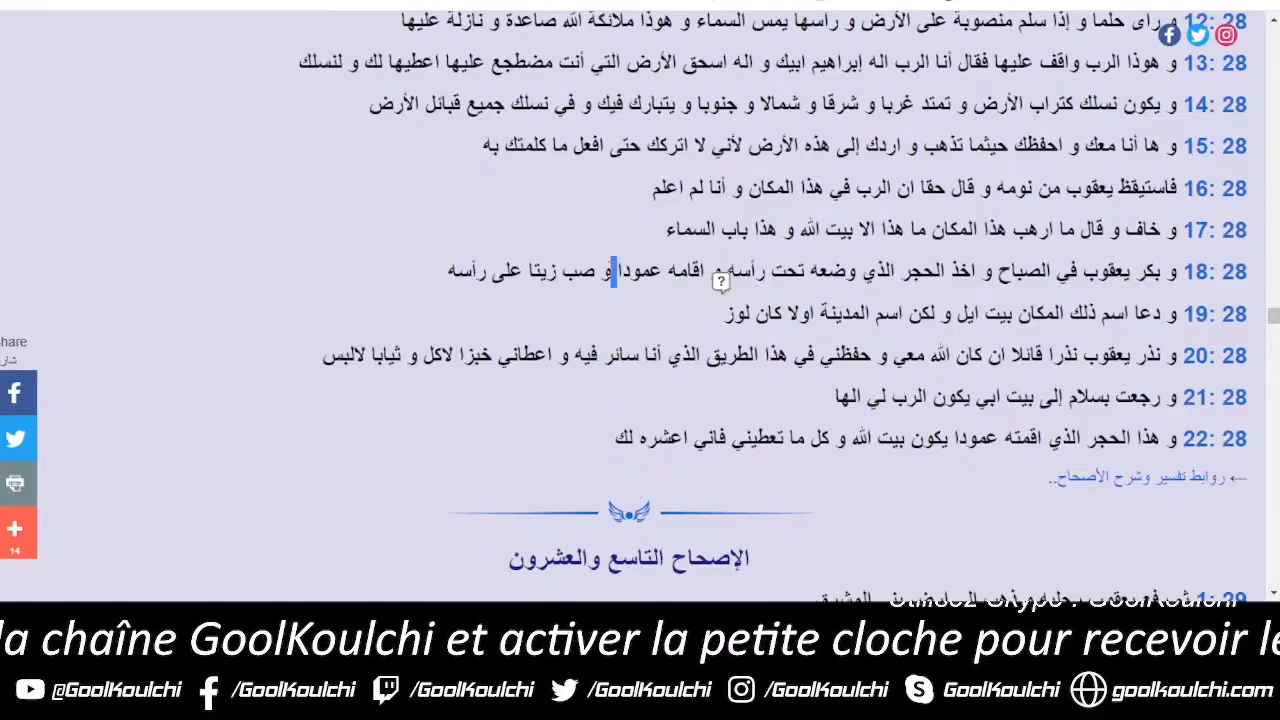 28 :12 و رأى حلما و إذا سلم منصوبة على الأرض و راسها يمس السماء و هوذا ملائكة الله صاعدة و نازلة عليها
28 :13 و هوذا الرب واقف عليها فقال أنا الرب اله إبراهيم ابيك و اله اسحق الأرض التي أنت مضطجع عليها اعطيها لك و لنسلك
28 :14 و يكون نسلك كتراب الأرض و تمتد غربا و شرقا و شمالا و جنوبا و يتبارك فيك و في نسلك جميع قبائل الأرض
28 :15 و ها أنا معك و احفظك حيثما تذهب و اردك إلى هذه الأرض لأني لا اتركك حتى افعل ما كلمتك به
28 :16 فاستيقظ يعقوب من نومه و قال حقا ان الرب في هذا المكان و أنا لم اعلم
28 :17 و خاف و قال ما ارهب هذا المكان ما هذا الا بيت الله و هذا باب السماء
28 :18 و بكر يعقوب في الصباح و اخذ الحجر الذي وضعه تحت رأسه و اقامه عمودا و صب زيتا على رأسه
28 :19 و دعا اسم ذلك المكان بيت ايل و لكن اسم المدينة اولا كان لوز
28 :20 و نذر يعقوب نذرا قائلا ان كان الله معي و حفظني في هذا الطريق الذي أنا سائر فيه و اعطاني خبزا لاكل و ثيابا لالبس
28 :21 و رجعت بسلام إلى بيت ابي يكون الرب لي الها
28 :22 و هذا الحجر الذي اقمته عمودا يكون بيت الله و كل ما تعطيني فاني اعشره لك
← روابط تفسير وشرح الأصحاح..
hare
شار
14
الإصحاح التاسع والعشرون
29 :1
Utilisez Skype : GoolKoulchi
la chaîne GoolKoulchi et activer la petite cloche pour recevoir le
@GoolKoulchi /GoolKoulchi /GoolKoulchi /GoolKoulchi /GoolKoulchi GoolKoulchi goolkoulchi.com